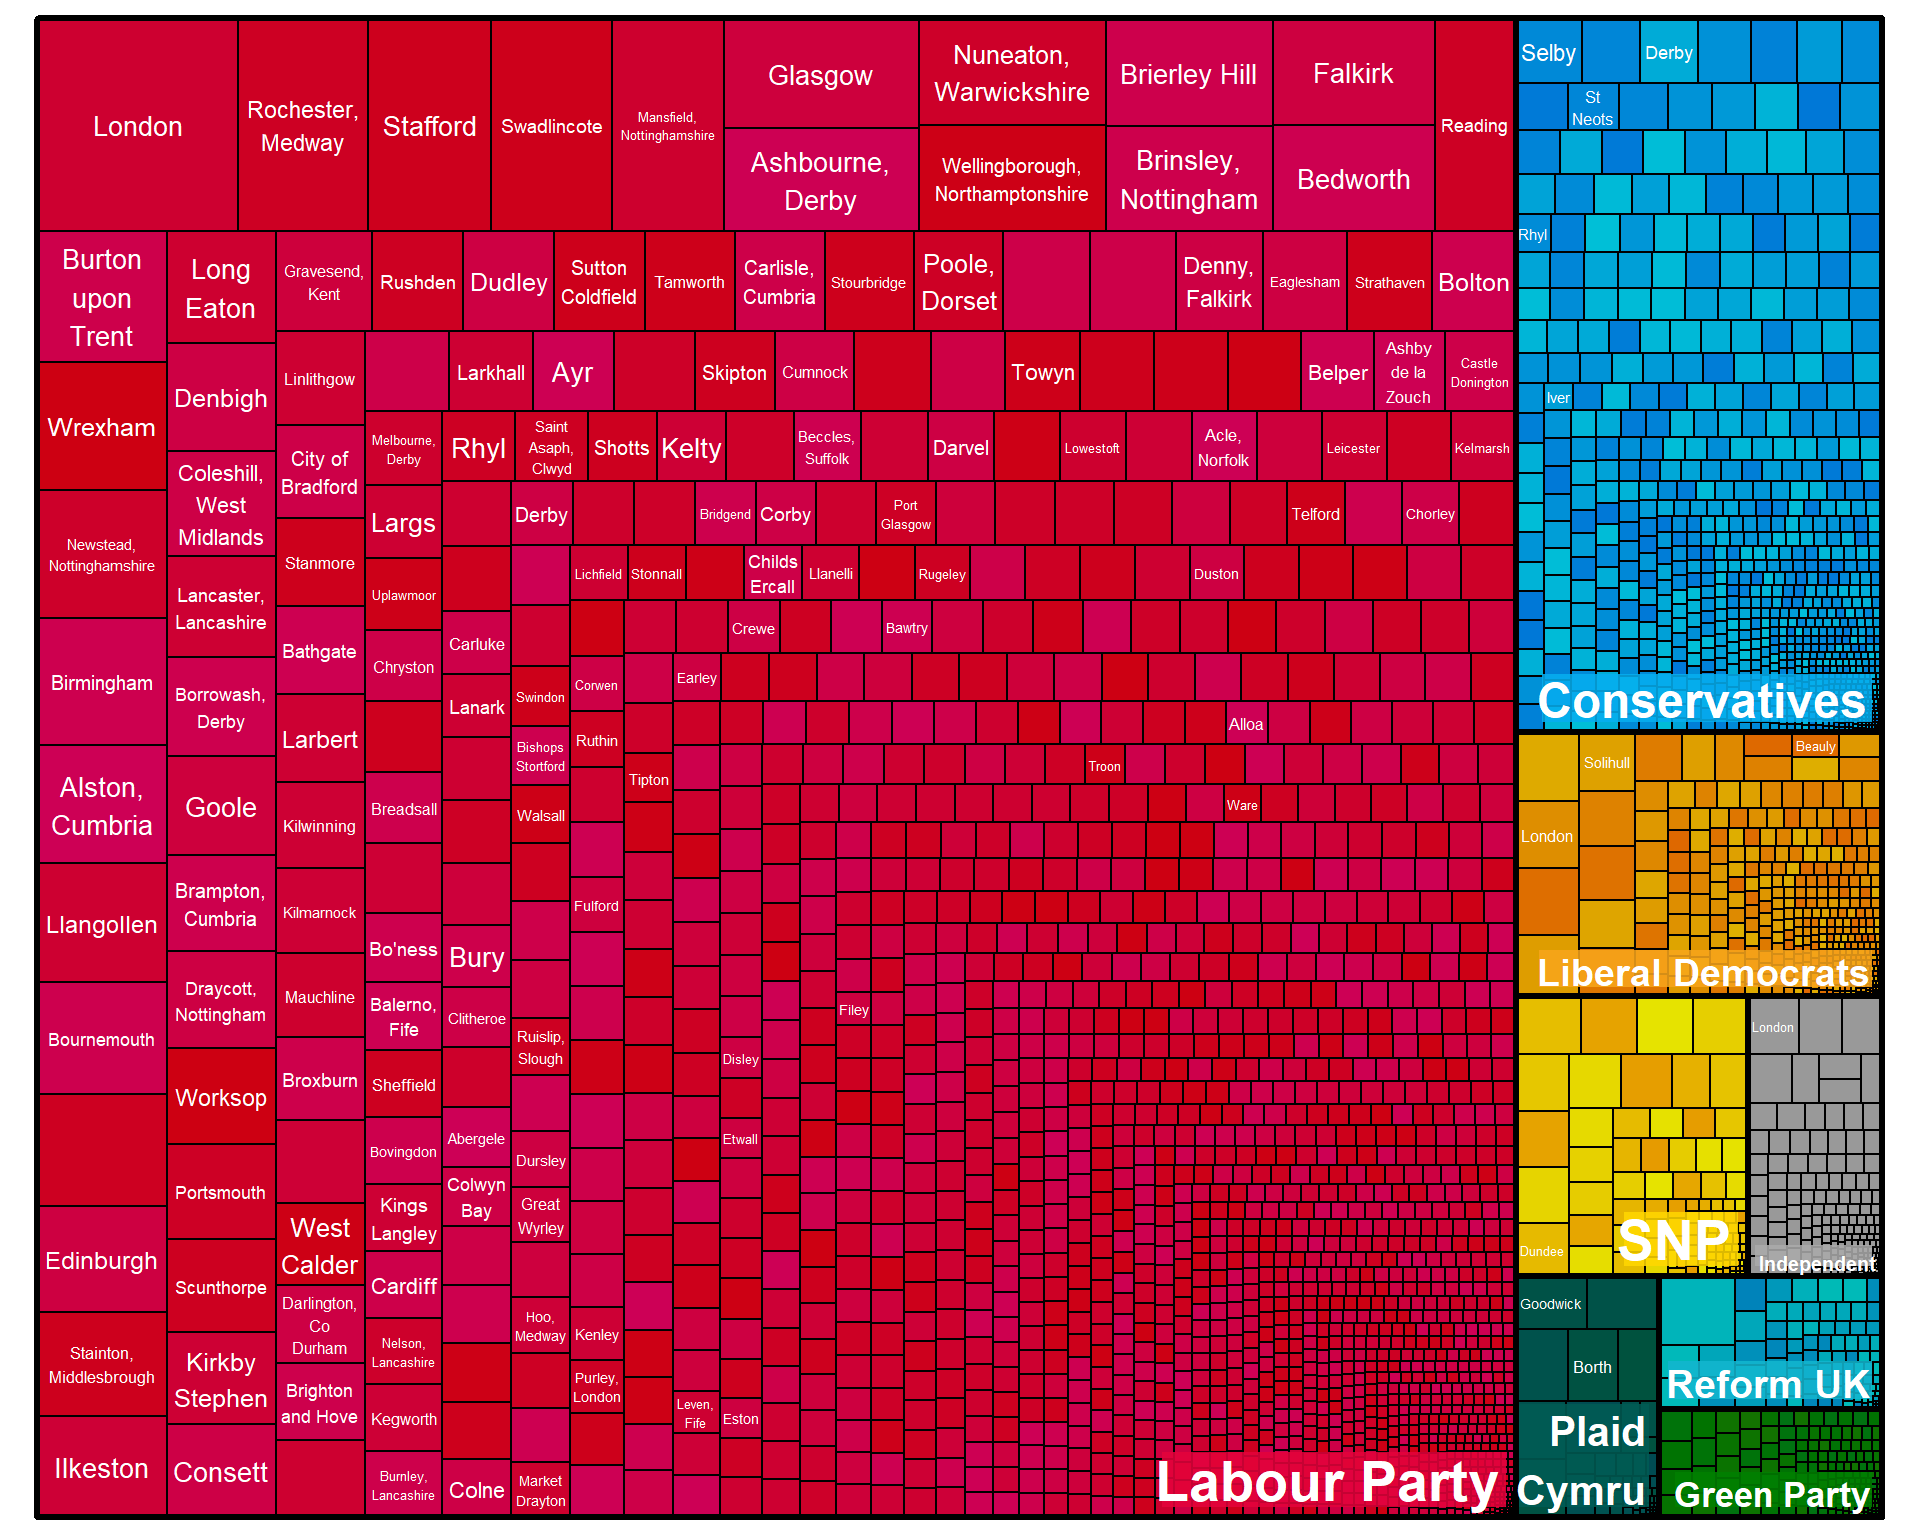 London
Rochester,
Medway
Stafford
Swadlincote
Mansfield,
Nottinghamshire
Glasgow
Ashbourne,
Derby
Nuneaton,
Warwickshire
Wellingborough,
Northamptonshire
Brierley Hill
Brinsley,
Nottingham
Falkirk
Bedworth
Reading
Burton
upon
Trent
Wrexham
Newstead,
Nottinghamshire
Birmingham
Alston,
Cumbria
Llangollen
Bournemouth
Edinburgh
Stainton,
Middlesbrough
Ilkeston
Long
Eaton
Denbigh
Coleshill,
West
Midlands
Lancaster,
Lancashire
Borrowash,
Derby
Goole
Brampton,
Cumbria
Draycott,
Nottingham
Worksop
Portsmouth
Scunthorpe
Kirkby
Stephen
Consett
Gravesend,
Kent
Rushden
Dudley
Sutton
Coldfield
Tamworth
Carlisle,
Cumbria
Stourbridge
Poole,
Dorset
Denny,
Falkirk
Eaglesham
Strathaven
Bolton
Linlithgow
City of
Bradford
Stanmore
Bathgate
Larbert
Kilwinning
Kilmarnock
Mauchline
Broxburn
West
Calder
Darlington,
Co
Durham
Brighton
and Hove
Larkhall
Ayr
Skipton
Cumnock
Towyn
Belper
Ashby
de la
Zouch
Castle
Donington
Melbourne,
Derby
Largs
Uplawmoor
Chryston
Breadsall
Bo'ness
Balerno,
Fife
Sheffield
Bovingdon
Kings
Langley
Cardiff
Nelson,
Lancashire
Kegworth
Burnley,
Lancashire
Rhyl
Saint
Asaph,
Clwyd
Shotts
Kelty
Beccles,
Suffolk
Darvel
Lowestoft
Acle,
Norfolk
Leicester
Kelmarsh
Carluke
Lanark
Bury
Clitheroe
Abergele
Colwyn
Bay
Colne
Derby
Bridgend
Corby
Port
Glasgow
Telford
Chorley
Swindon
Bishops
Stortford
Walsall
Ruislip,
Slough
Dursley
Great
Wyrley
Hoo,
Medway
Market
Drayton
Lichfield
Stonnall
Childs
Ercall
Llanelli
Rugeley
Duston
Corwen
Ruthin
Fulford
Kenley
Purley,
London
Crewe
Bawtry
Tipton
Earley
Leven,
Fife
Alloa
Disley
Etwall
Eston
Troon
Ware
Filey
Labour Party
Selby
Derby
St
Neots
Rhyl
Iver
Conservatives
Solihull
Beauly
London
Liberal Democrats
Dundee
SNP
London
Independent
Goodwick
Borth
Plaid
Cymru
Reform UK
Green Party